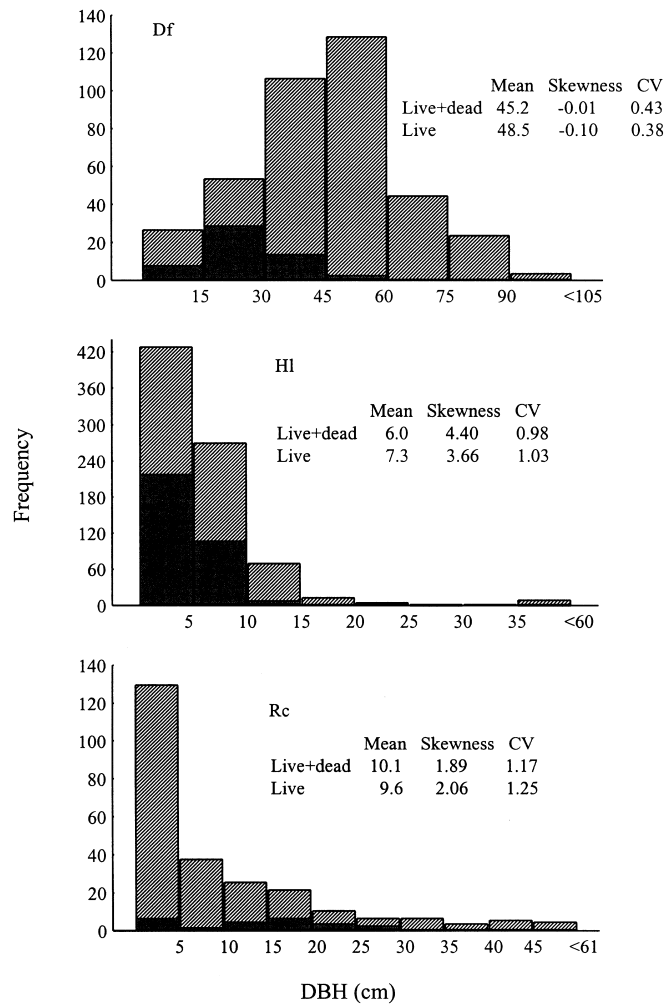 140
Df
120
Mean Skewness CV
100
Live+dead 45.2 -0.01 0.43
Live 48.5 -0.10 0.38
80
60
40
20
0
15 30 45 60 75 90 <105
420
Hl
360
Mean Skewness CV
300
Live+dead 6.0 4.40 0.98
Live 7.3 3.66 1.03
240
180
120
60
0
5 10 15 20 25 30 35 <60
Frequency
140
120
Rc
100
Mean Skewness CV
Live+dead 10.1 1.89 1.17
80
Live 9.6 2.06 1.25
60
40
20
0
5 10 15 20 25 30 35 40 45 <61
DBH (cm)